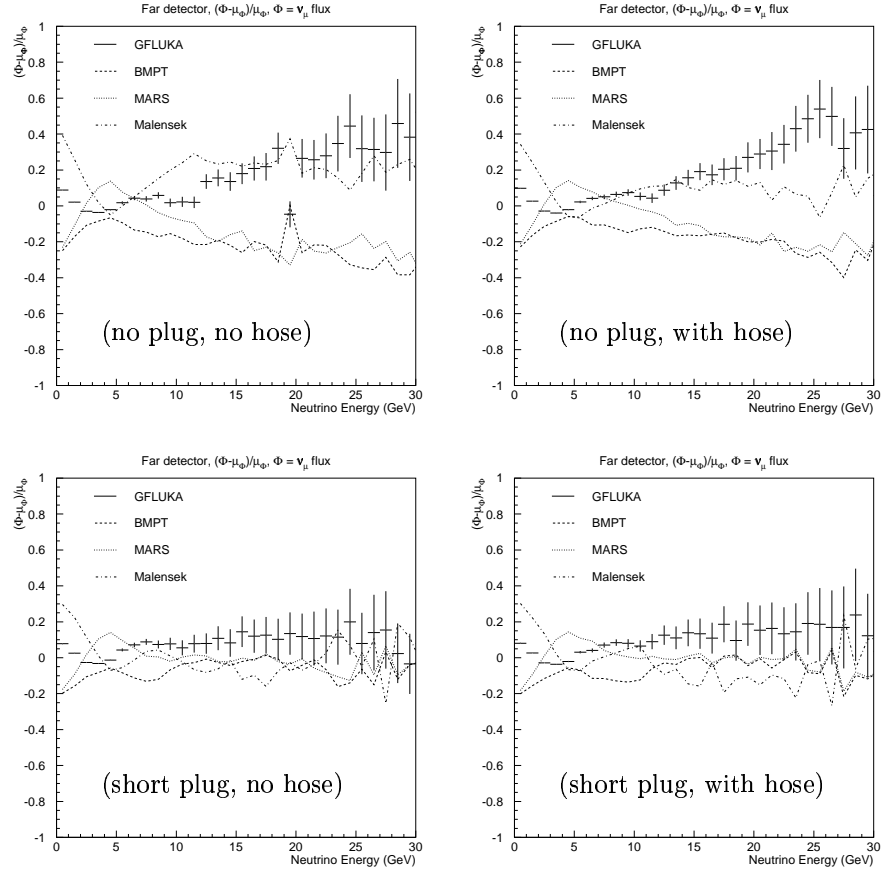 Far detector, (Φ-μΦ)/μΦ, Φ = νμ flux
(Φ-μΦ)/μΦ
GFLUKA
BMPT
MARS
Malensek
1
0.8
0.6
0.4
0.2
0
-0.2
-0.4
-0.6
-0.8
-1
(no plug, no hose)
0 5 10 15 20 25 30
Neutrino Energy (GeV)
Far detector, (Φ-μΦ)/μΦ, Φ = νμ flux
(Φ-μΦ)/μΦ
GFLUKA
BMPT
MARS
Malensek
1
0.8
0.6
0.4
0.2
0
-0.2
-0.4
-0.6
-0.8
-1
(no plug, with hose)
0 5 10 15 20 25 30
Neutrino Energy (GeV)
Far detector, (Φ-μΦ)/μΦ, Φ = νμ flux
(Φ-μΦ)/μΦ
GFLUKA
BMPT
MARS
Malensek
1
0.8
0.6
0.4
0.2
0
-0.2
-0.4
-0.6
-0.8
-1
(short plug, no hose)
0 5 10 15 20 25 30
Neutrino Energy (GeV)
Far detector, (Φ-μΦ)/μΦ, Φ = νμ flux
(Φ-μΦ)/μΦ
GFLUKA
BMPT
MARS
Malensek
1
0.8
0.6
0.4
0.2
0
-0.2
-0.4
-0.6
-0.8
-1
(short plug, with hose)
0 5 10 15 20 25 30
Neutrino Energy (GeV)